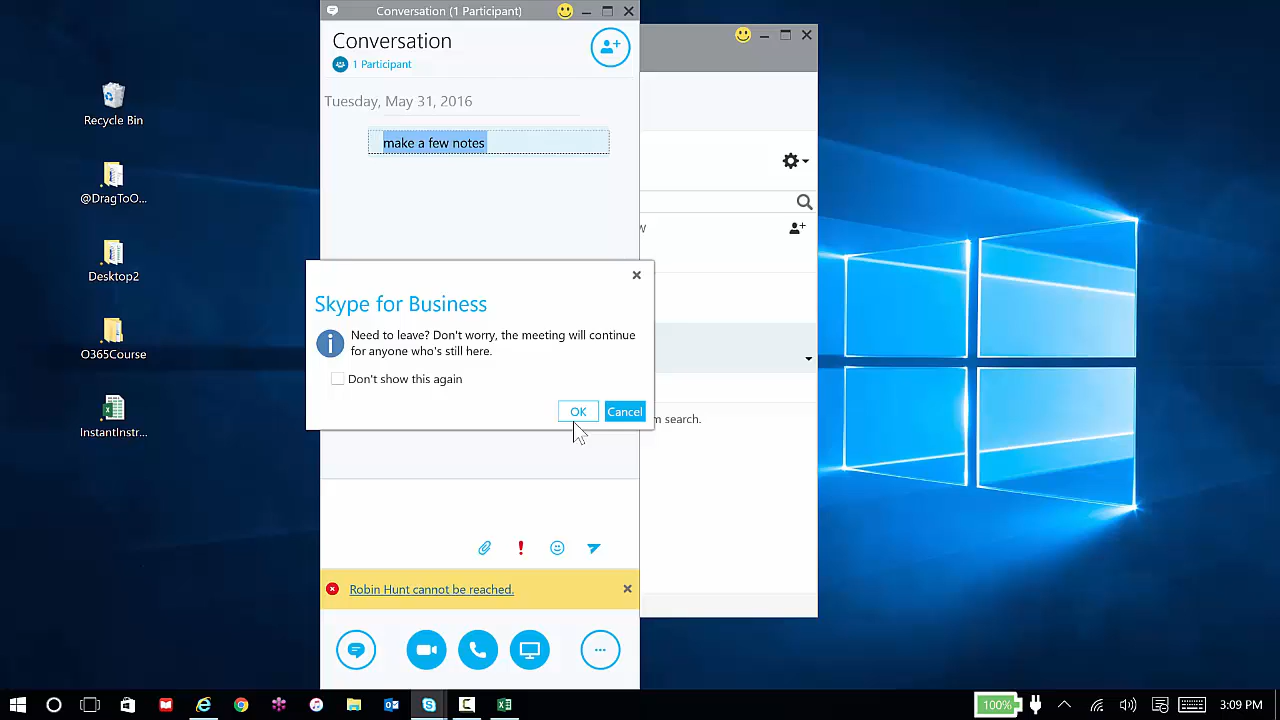 Conversation (1 Participant)
Conversation
1 Participant
Tuesday, May 31, 2016
make a few notes
Recycle Bin
@DragToO...
Desktop2
O365Course
InstantInstr...
Skype for Business
Need to leave? Don't worry, the meeting will continue
for anyone who's still here.
Don't show this again
OK
Cancel
search.
Robin Hunt cannot be reached.
100%
3:09 PM